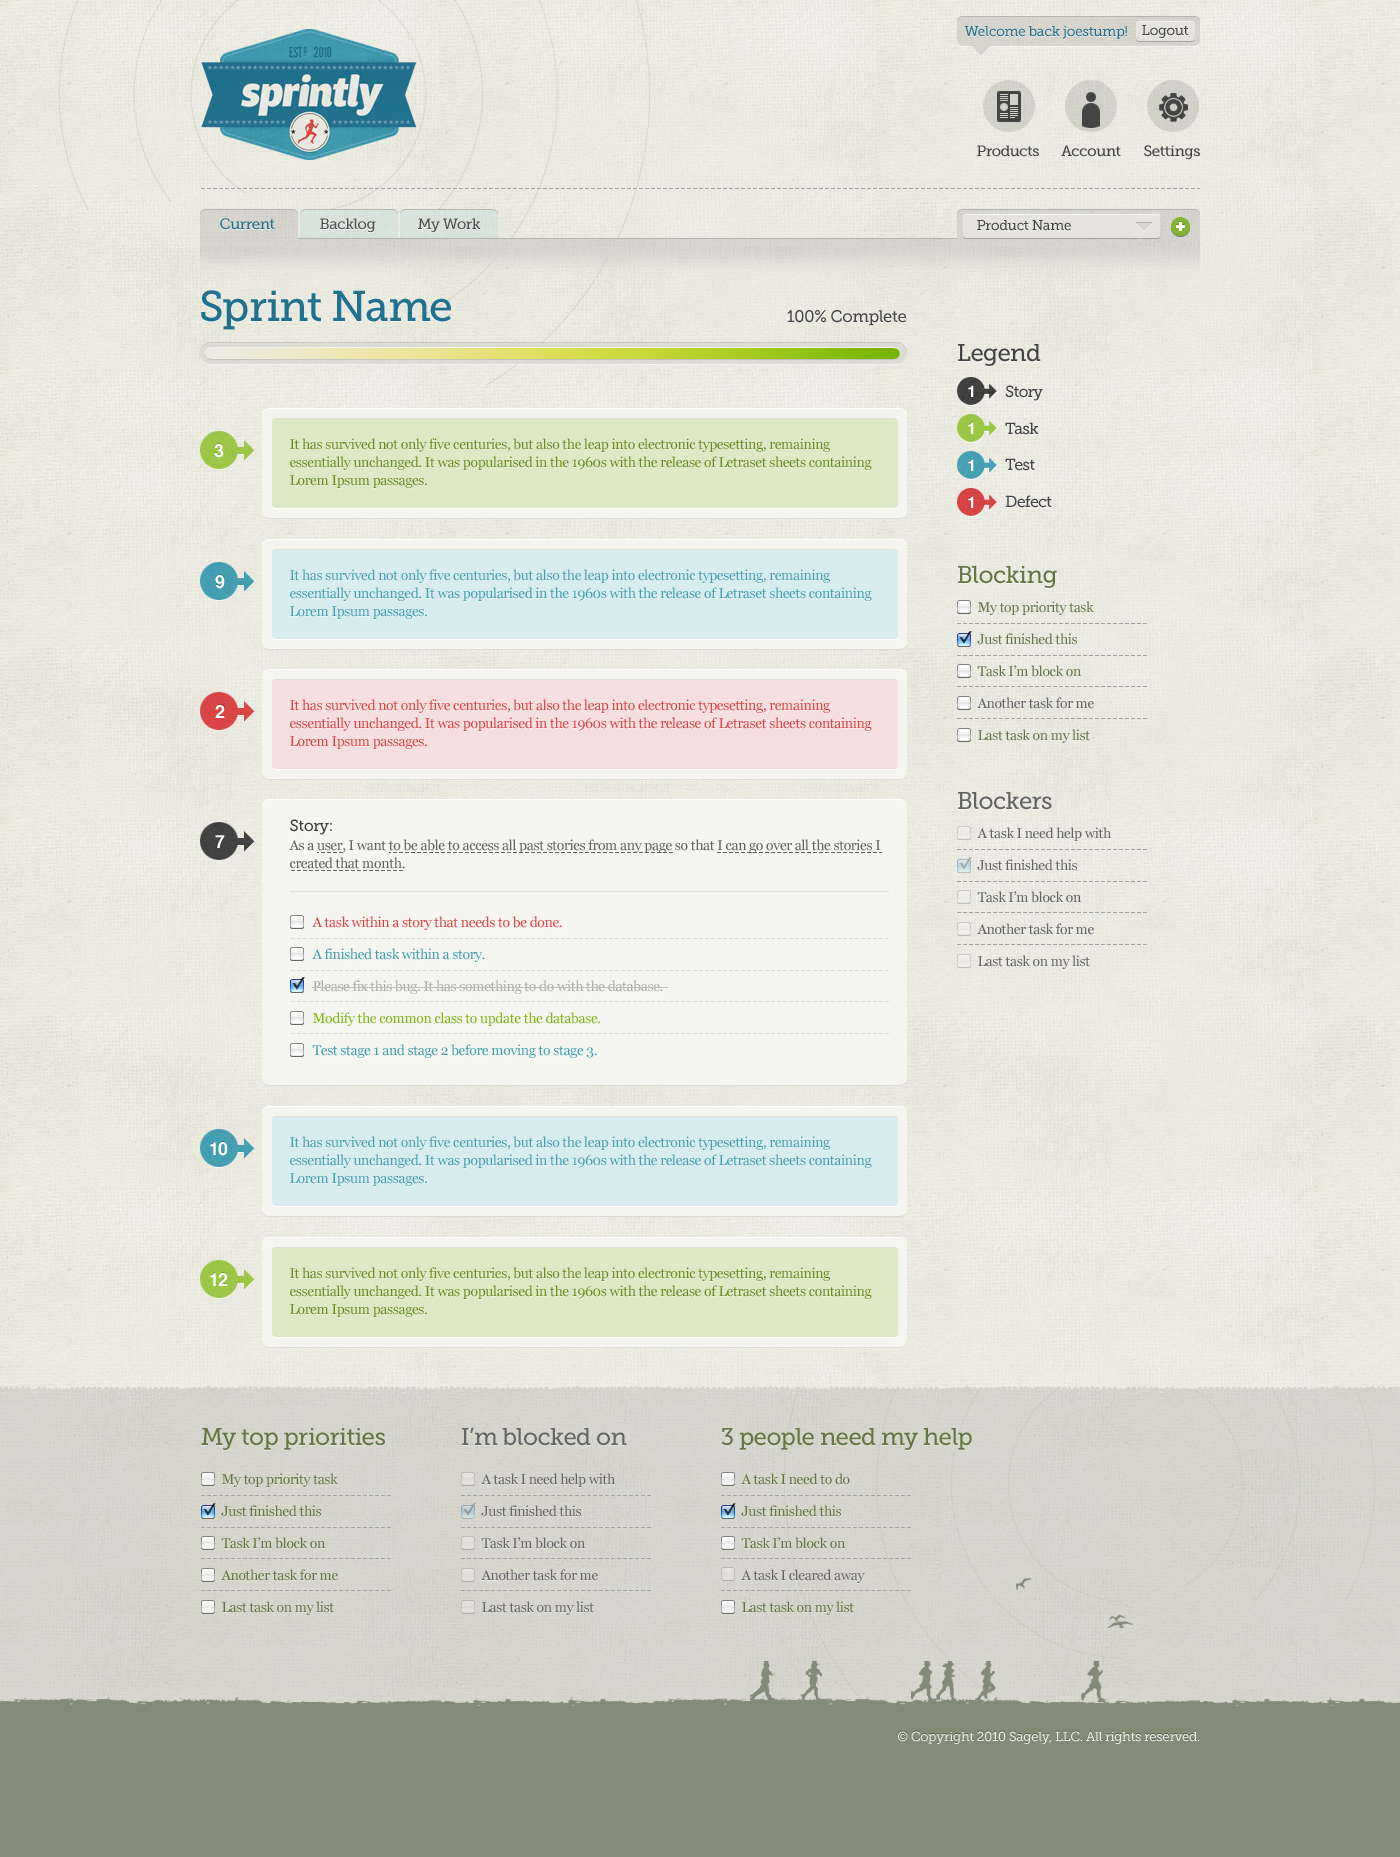 Welcome back joestump!
Logout
ESTD 2010
sprintly
Products
Account
Settings
Current
Backlog
My Work
Product Name
Sprint Name
100% Complete
3
It has survived not only five centuries, but also the leap into electronic typesetting, remaining
essentially unchanged. It was popularised in the 1960s with the release of Letraset sheets containing
Lorem Ipsum passages.
9
It has survived not only five centuries, but also the leap into electronic typesetting, remaining
essentially unchanged. It was popularised in the 1960s with the release of Letraset sheets containing
Lorem Ipsum passages.
2
It has survived not only five centuries, but also the leap into electronic typesetting, remaining
essentially unchanged. It was popularised in the 1960s with the release of Letraset sheets containing
Lorem Ipsum passages.
7
Story:
As a user, I want to be able to access all past stories from any page so that I can go over all the stories I
created that month.
A task within a story that needs to be done.
A finished task within a story.
Please fix this bug. It has something to do with the database.
Modify the common class to update the database.
Test stage 1 and stage 2 before moving to stage 3.
10
It has survived not only five centuries, but also the leap into electronic typesetting, remaining
essentially unchanged. It was popularised in the 1960s with the release of Letraset sheets containing
Lorem Ipsum passages.
12
It has survived not only five centuries, but also the leap into electronic typesetting, remaining
essentially unchanged. It was popularised in the 1960s with the release of Letraset sheets containing
Lorem Ipsum passages.
Legend
1 Story
1 Task
1 Test
1 Defect
Blocking
My top priority task
Just finished this
Task I'm block on
Another task for me
Last task on my list
Blockers
A task I need help with
Just finished this
Task I'm block on
Another task for me
Last task on my list
My top priorities
My top priority task
Just finished this
Task I'm block on
Another task for me
Last task on my list
I'm blocked on
A task I need help with
Just finished this
Task I'm block on
Another task for me
Last task on my list
3 people need my help
A task I need to do
Just finished this
Task I'm block on
A task I cleared away
Last task on my list
© Copyright 2010 Sagely, LLC. All rights reserved.